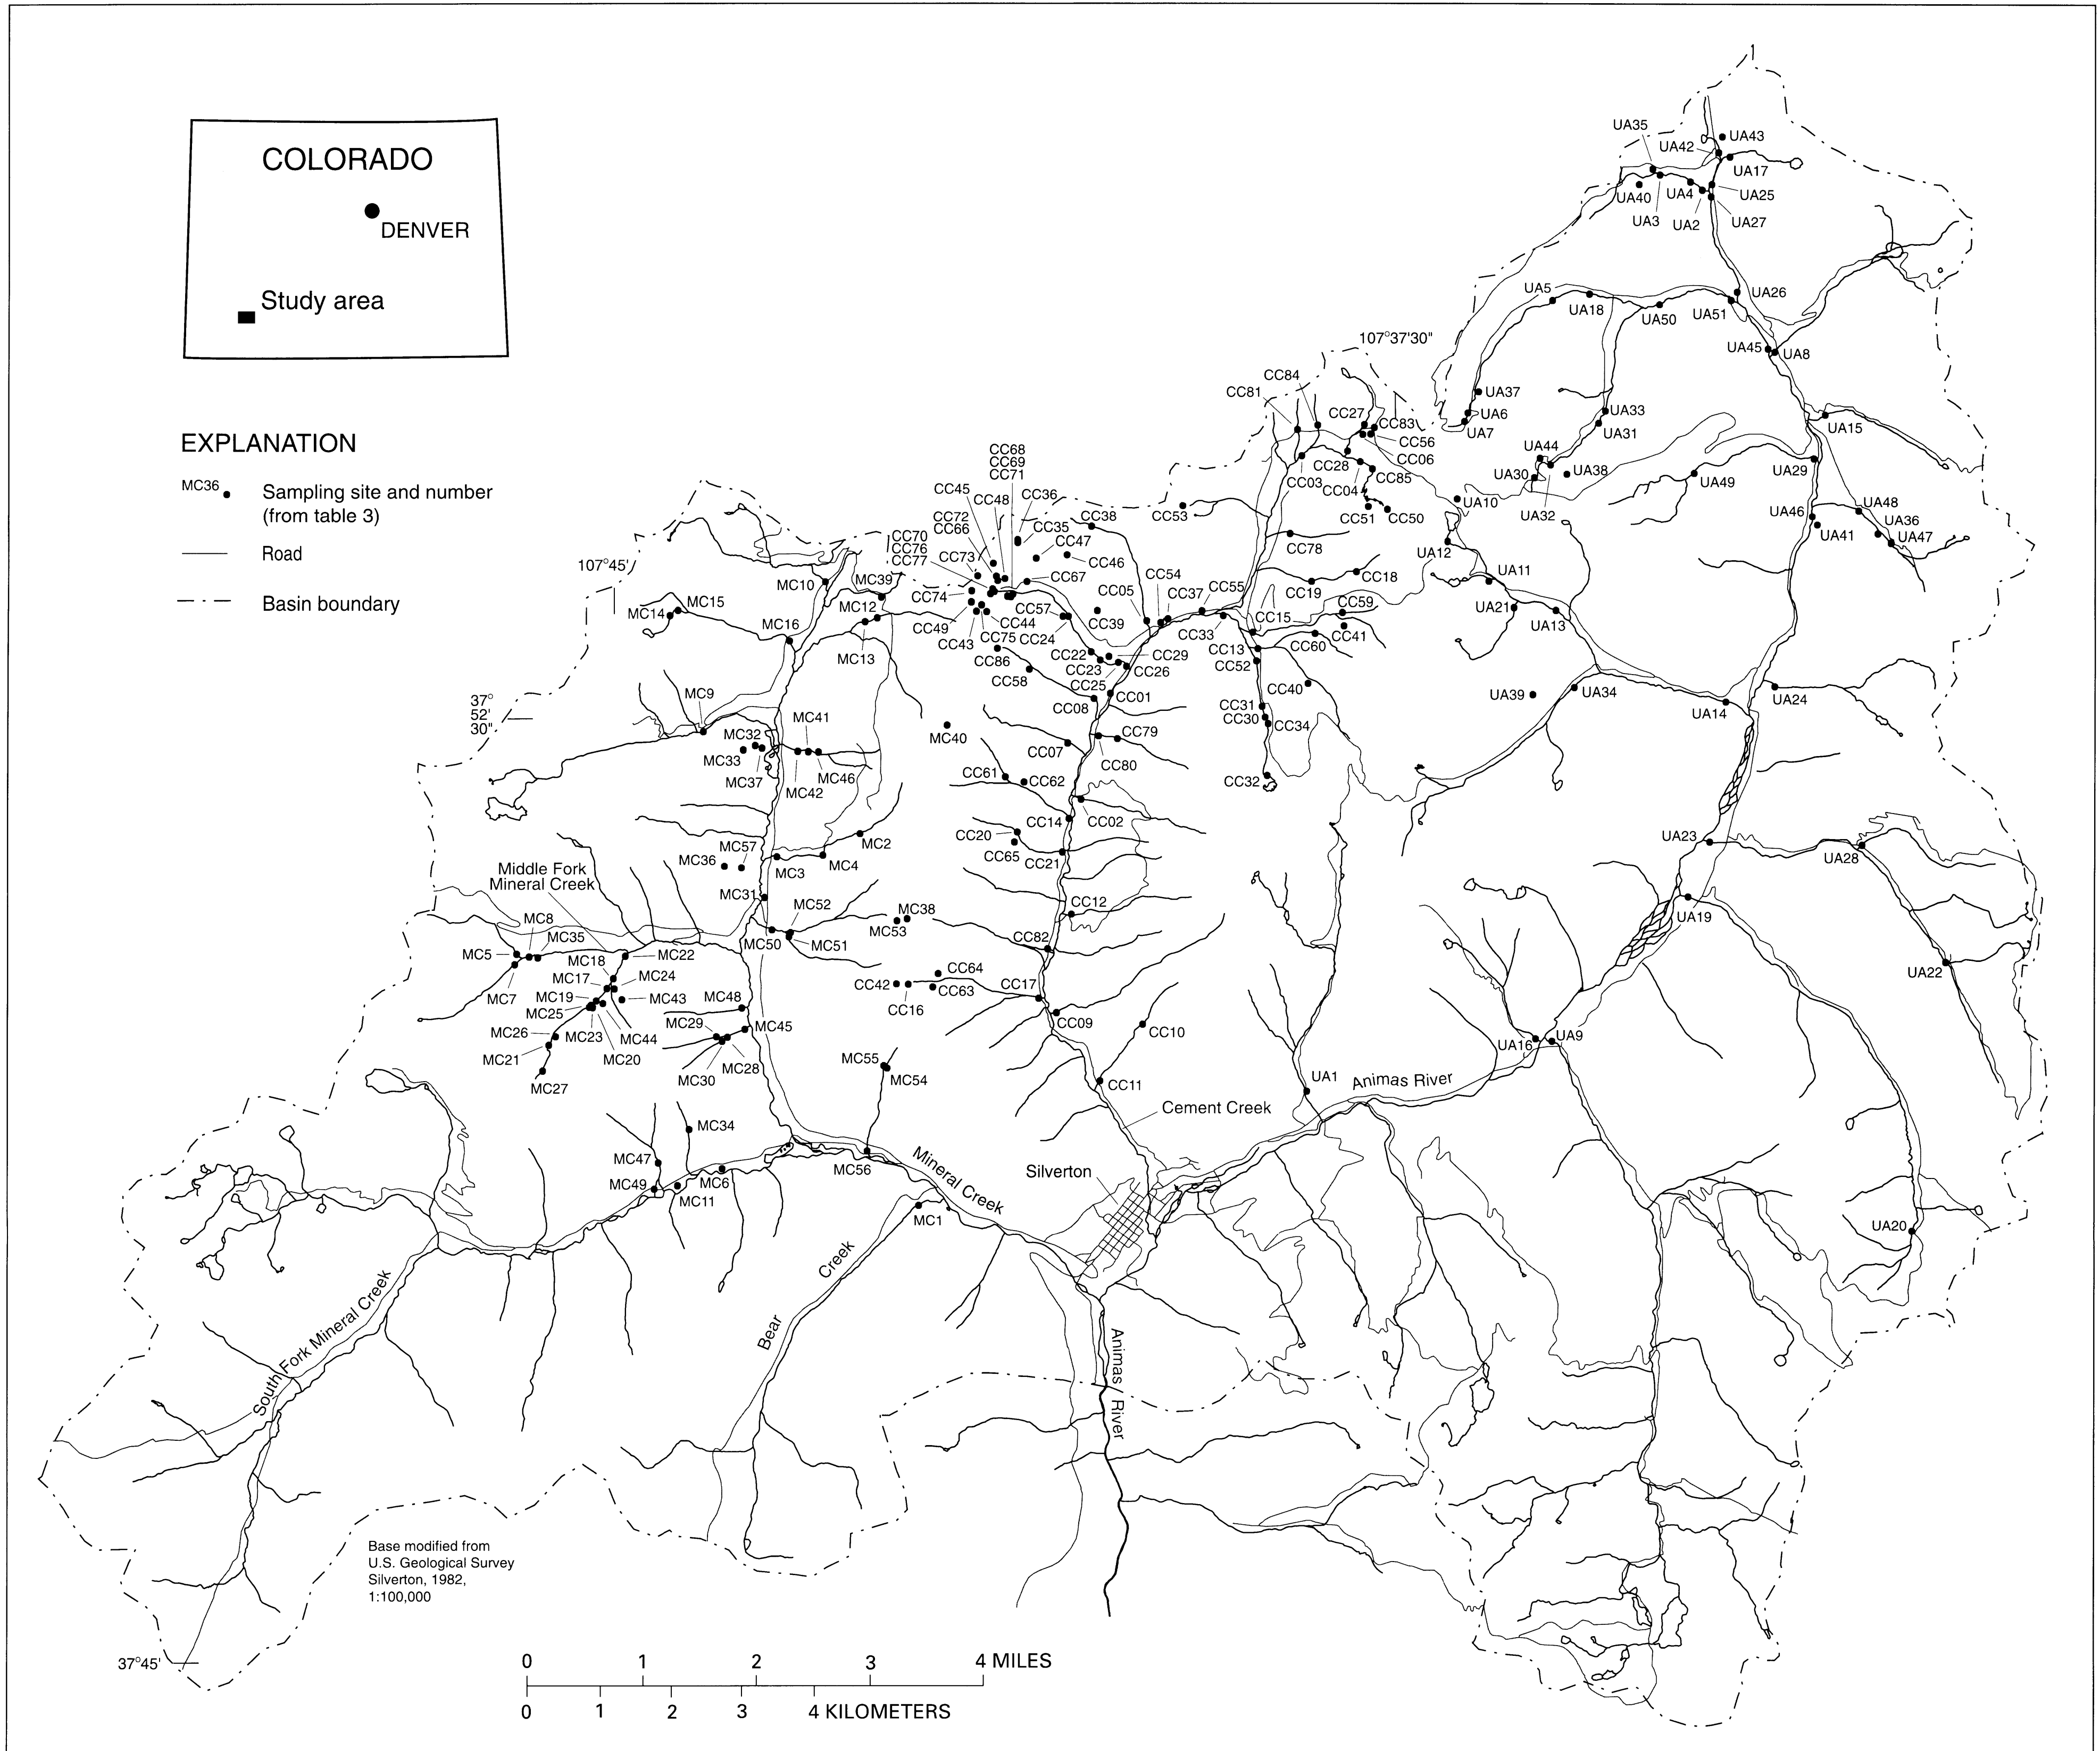 COLORADO
DENVER
Study area
EXPLANATION
MC36
Sampling site and number
(from table 3)
Road
Basin boundary
107°37'30"
107°45'
37°
52'
30"
37°45'
UA35
UA43
UA42
UA17
UA40
UA4
UA25
UA3
UA2
UA27
UA5
UA18
UA50
UA51
UA26
UA45
UA8
UA37
UA6
UA7
UA33
UA31
UA15
UA44
UA30
UA38
UA32
UA49
UA29
UA10
UA46
UA48
UA36
UA41
UA47
UA12
UA11
UA21
UA13
UA39
UA34
UA14
UA24
UA23
UA28
UA19
UA22
UA16
UA9
UA1
UA20
CC84
CC81
CC27
CC83
CC56
CC06
CC28
CC03
CC04
CC85
CC51
CC50
CC53
CC78
CC18
CC19
CC59
CC15
CC41
CC13
CC60
CC52
CC40
CC31
CC30
CC34
CC32
CC68
CC69
CC71
CC45
CC48
CC36
CC72
CC66
CC35
CC38
CC70
CC76
CC77
CC73
CC47
CC46
CC67
CC74
CC05
CC54
CC37
CC55
CC33
CC49
CC43
CC44
CC75
CC57
CC24
CC39
CC86
CC58
CC22
CC23
CC29
CC25
CC26
CC08
CC01
CC07
CC79
CC80
CC61
CC62
CC14
CC02
CC20
CC65
CC21
CC12
CC82
CC64
CC42
CC16
CC63
CC17
CC09
CC10
CC11
MC10
MC39
MC12
MC13
MC14
MC15
MC16
MC9
MC32
MC33
MC37
MC41
MC42
MC46
MC40
MC2
MC4
MC3
MC57
MC36
MC31
MC52
MC50
MC51
MC38
MC53
Middle Fork
Mineral Creek
MC8
MC35
MC5
MC7
MC18
MC22
MC17
MC24
MC19
MC43
MC25
MC26
MC23
MC44
MC20
MC21
MC27
MC48
MC29
MC45
MC28
MC30
MC55
MC54
MC34
MC47
MC49
MC11
MC6
MC56
MC1
Animas River
Cement Creek
Silverton
Mineral Creek
Bear Creek
South Fork Mineral Creek
Animas River
Base modified from
U.S. Geological Survey
Silverton, 1982,
1:100,000
0 1 2 3 4 MILES
0 1 2 3 4 KILOMETERS